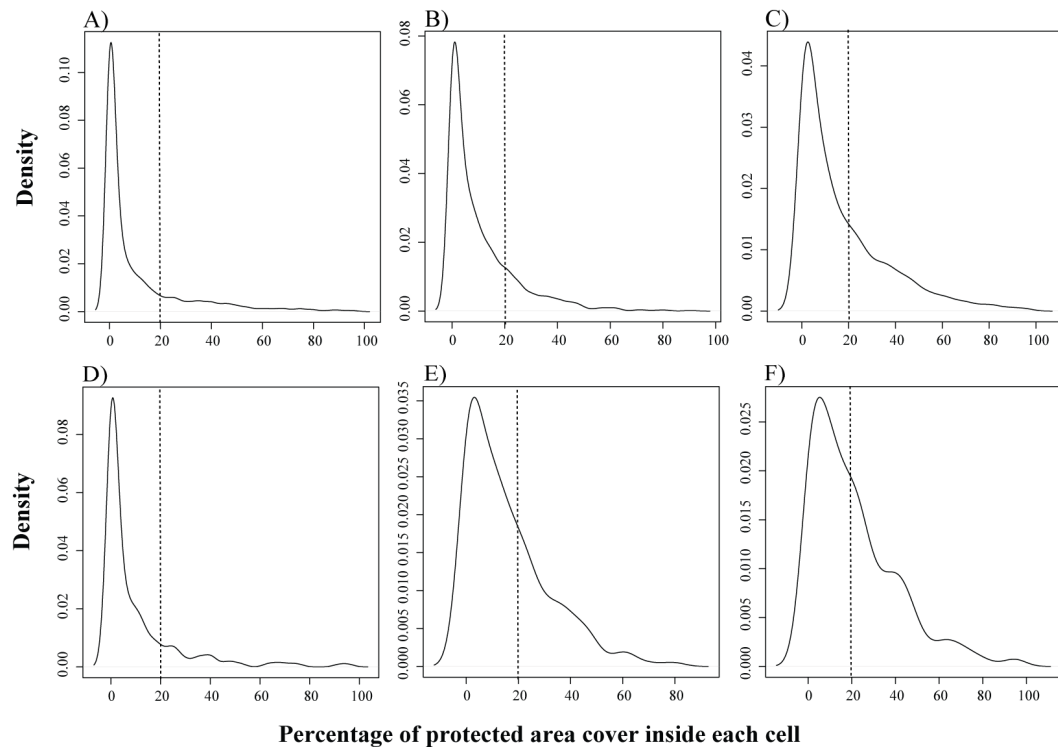 A) B) C)
Density
0.00 0.02 0.04 0.06 0.08 0.10
0 20 40 60 80 100
0.00 0.02 0.04 0.06 0.08
0 20 40 60 80 100
0.00 0.01 0.02 0.03 0.04
0 20 40 60 80 100
D) E) F)
Density
0.00 0.02 0.04 0.06 0.08
0 20 40 60 80 100
0.000 0.005 0.010 0.015 0.020 0.025 0.030 0.035
0 20 40 60 80
0.000 0.005 0.010 0.015 0.020 0.025
0 20 40 60 80 100
Percentage of protected area cover inside each cell